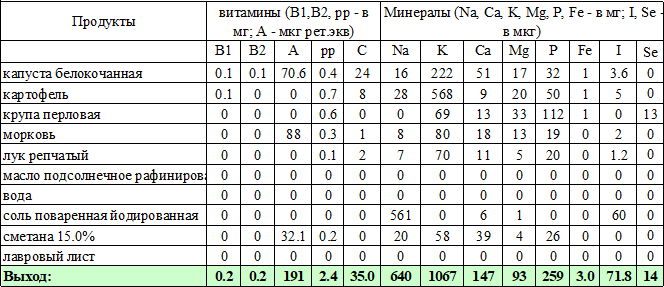 Продукты витамины (B1,B2, pp - в мг; A - мкг рет.экв) Минералы (Na, Ca, K, Mg, P, Fe - в мг; I, Se - в мкг)
B1 B2 A pp C Na K Ca Mg P Fe I Se
капуста белокочанная 0.1 0.1 70.6 0.4 24 16 222 51 17 32 1 3.6 0
картофель 0.1 0 0 0.7 8 28 568 9 20 50 1 5 0
крупа перловая 0 0 0 0.6 0 0 69 13 33 112 1 0 13
морковь 0 0 88 0.3 1 8 80 18 13 19 0 2 0
лук репчатый 0 0 0 0.1 2 7 70 11 5 20 0 1.2 0
масло подсолнечное рафинирова 0 0 0 0 0 0 0 0 0 0 0 0 0
вода 0 0 0 0 0 0 0 0 0 0 0 0 0
соль поваренная йодированная 0 0 0 0 0 561 0 6 1 0 0 60 0
сметана 15.0% 0 0 32.1 0.2 0 20 58 39 4 26 0 0 0
лавровый лист 0 0 0 0 0 0 0 0 0 0 0 0 0
Выход: 0.2 0.2 191 2.4 35.0 640 1067 147 93 259 3.0 71.8 14